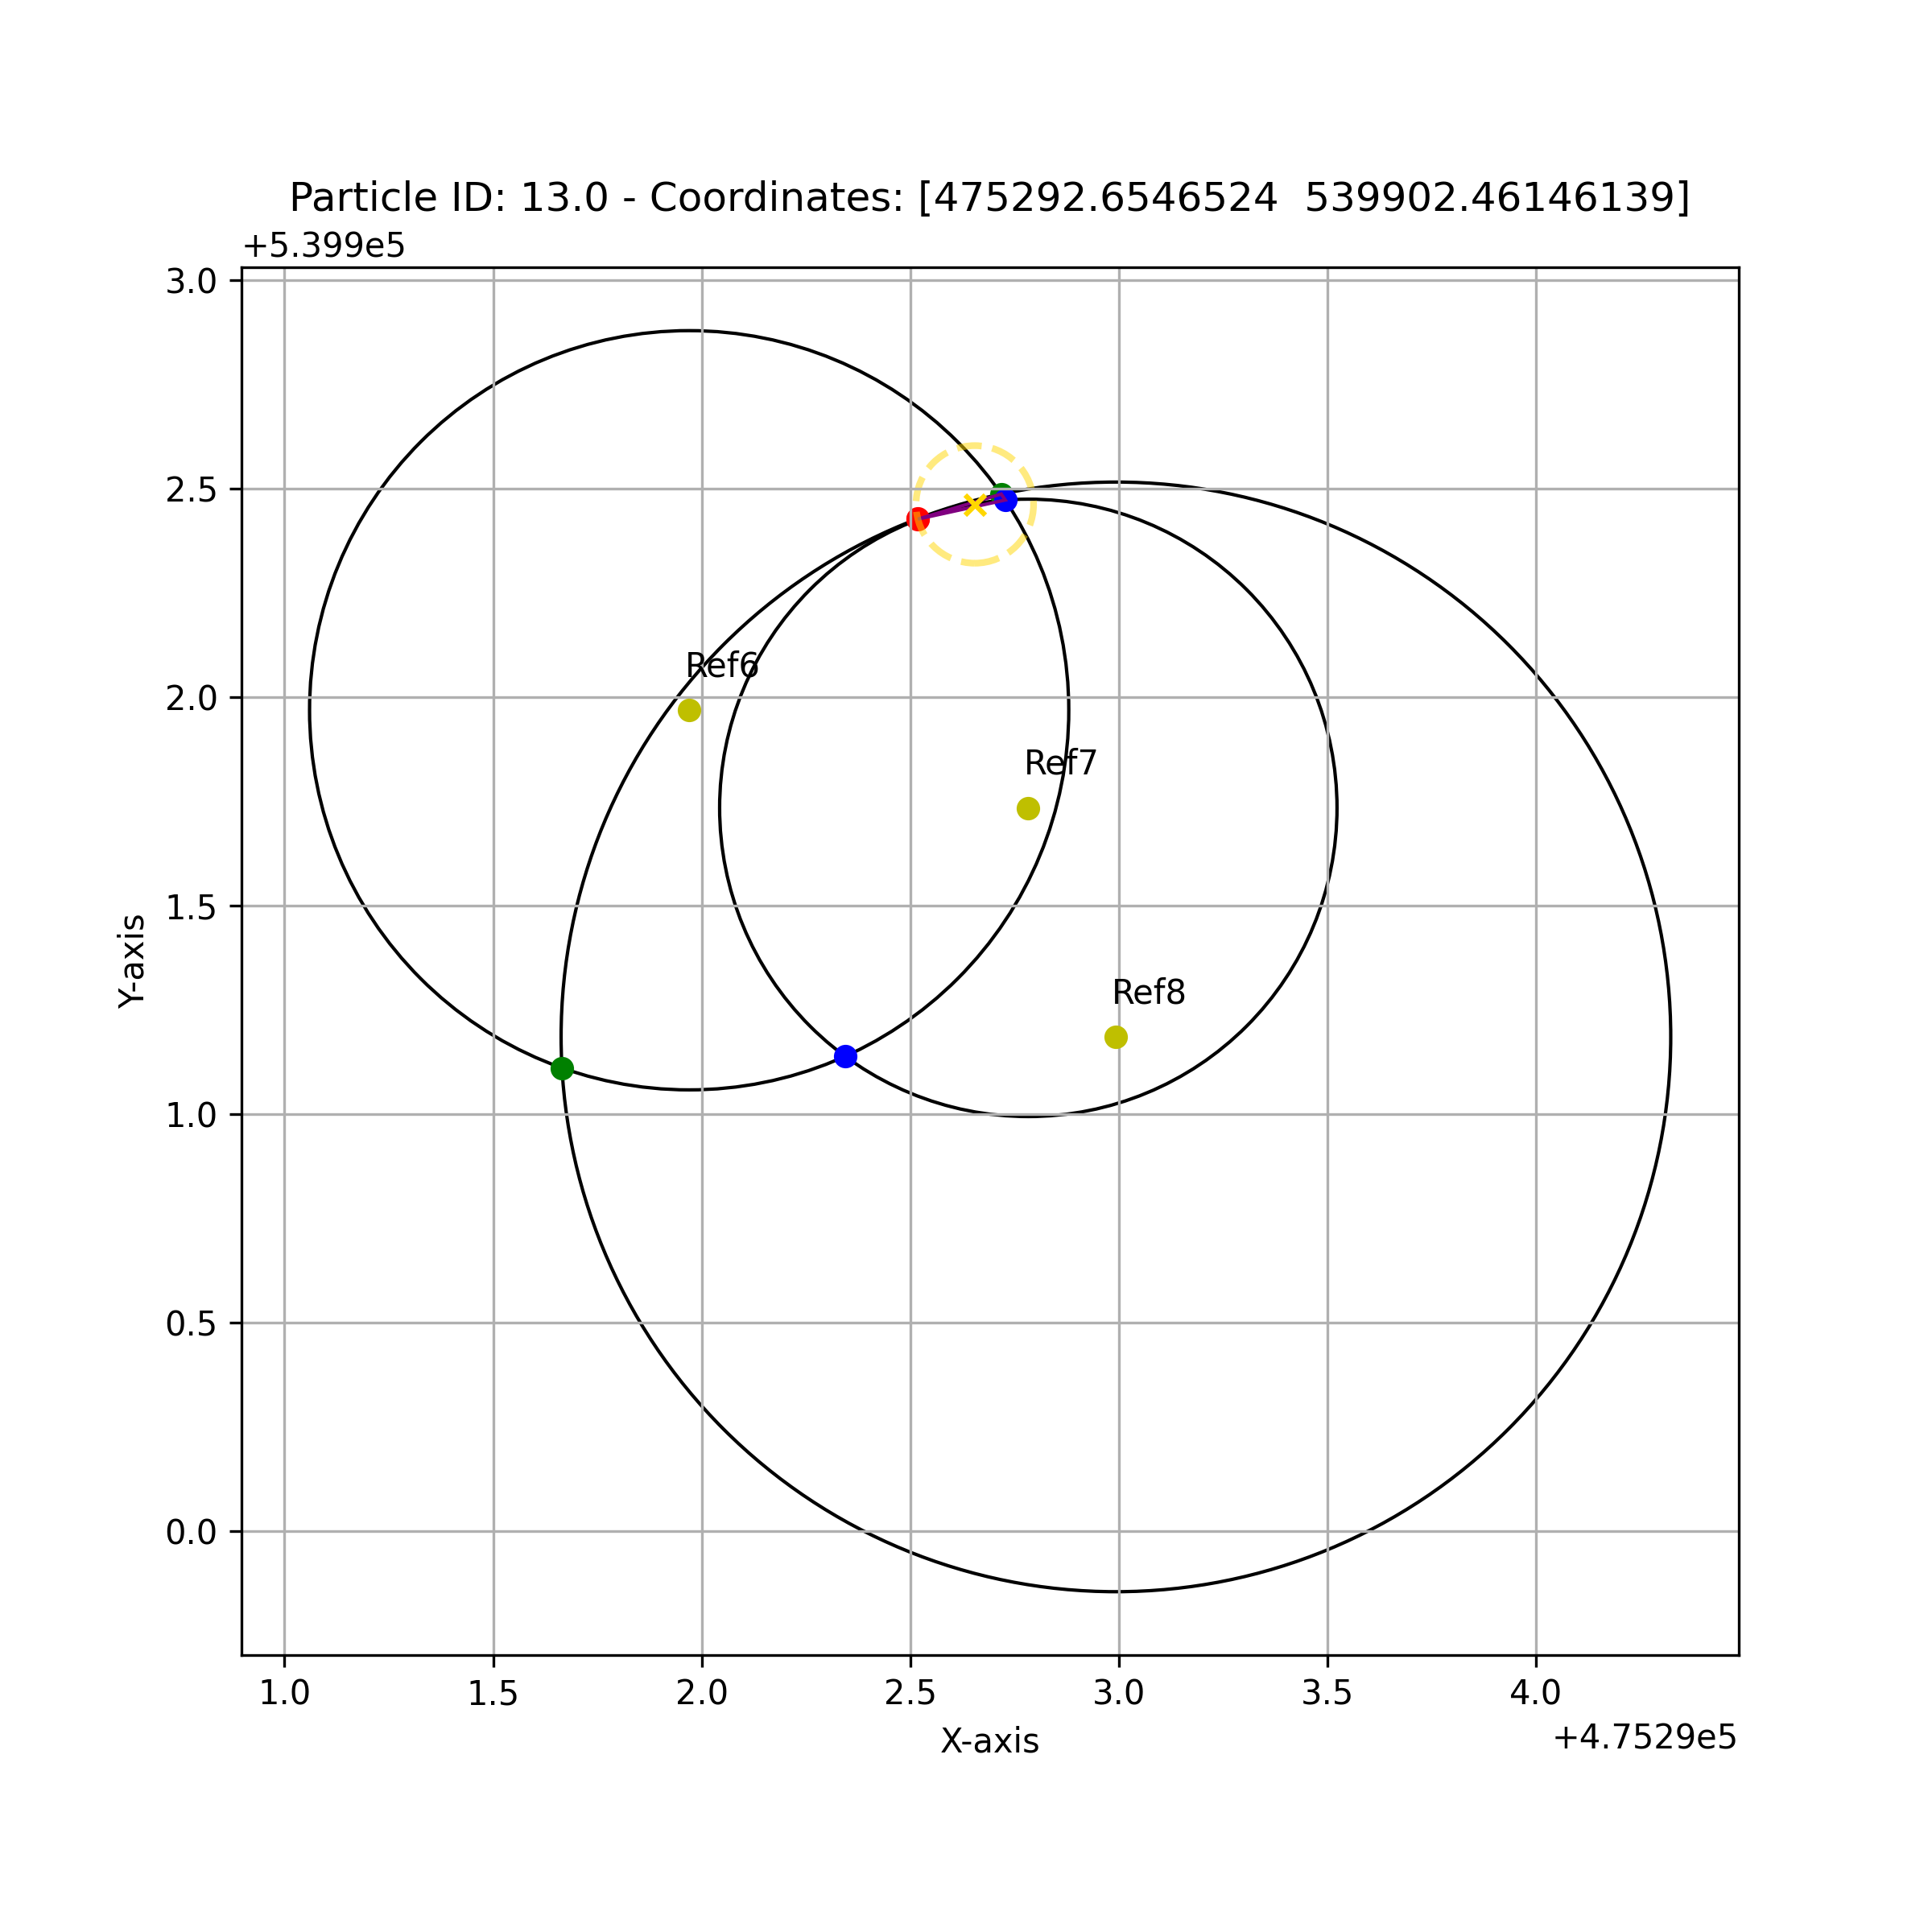 Particle ID: 13.0 - Coordinates: [475292.6546524  539902.46146139]
+5.399e5
3.0
2.5
2.0
1.5
1.0
0.5
0.0
Y-axis
Ref6
Ref7
Ref8
1.0 1.5 2.0 2.5 3.0 3.5 4.0
X-axis
+4.7529e5